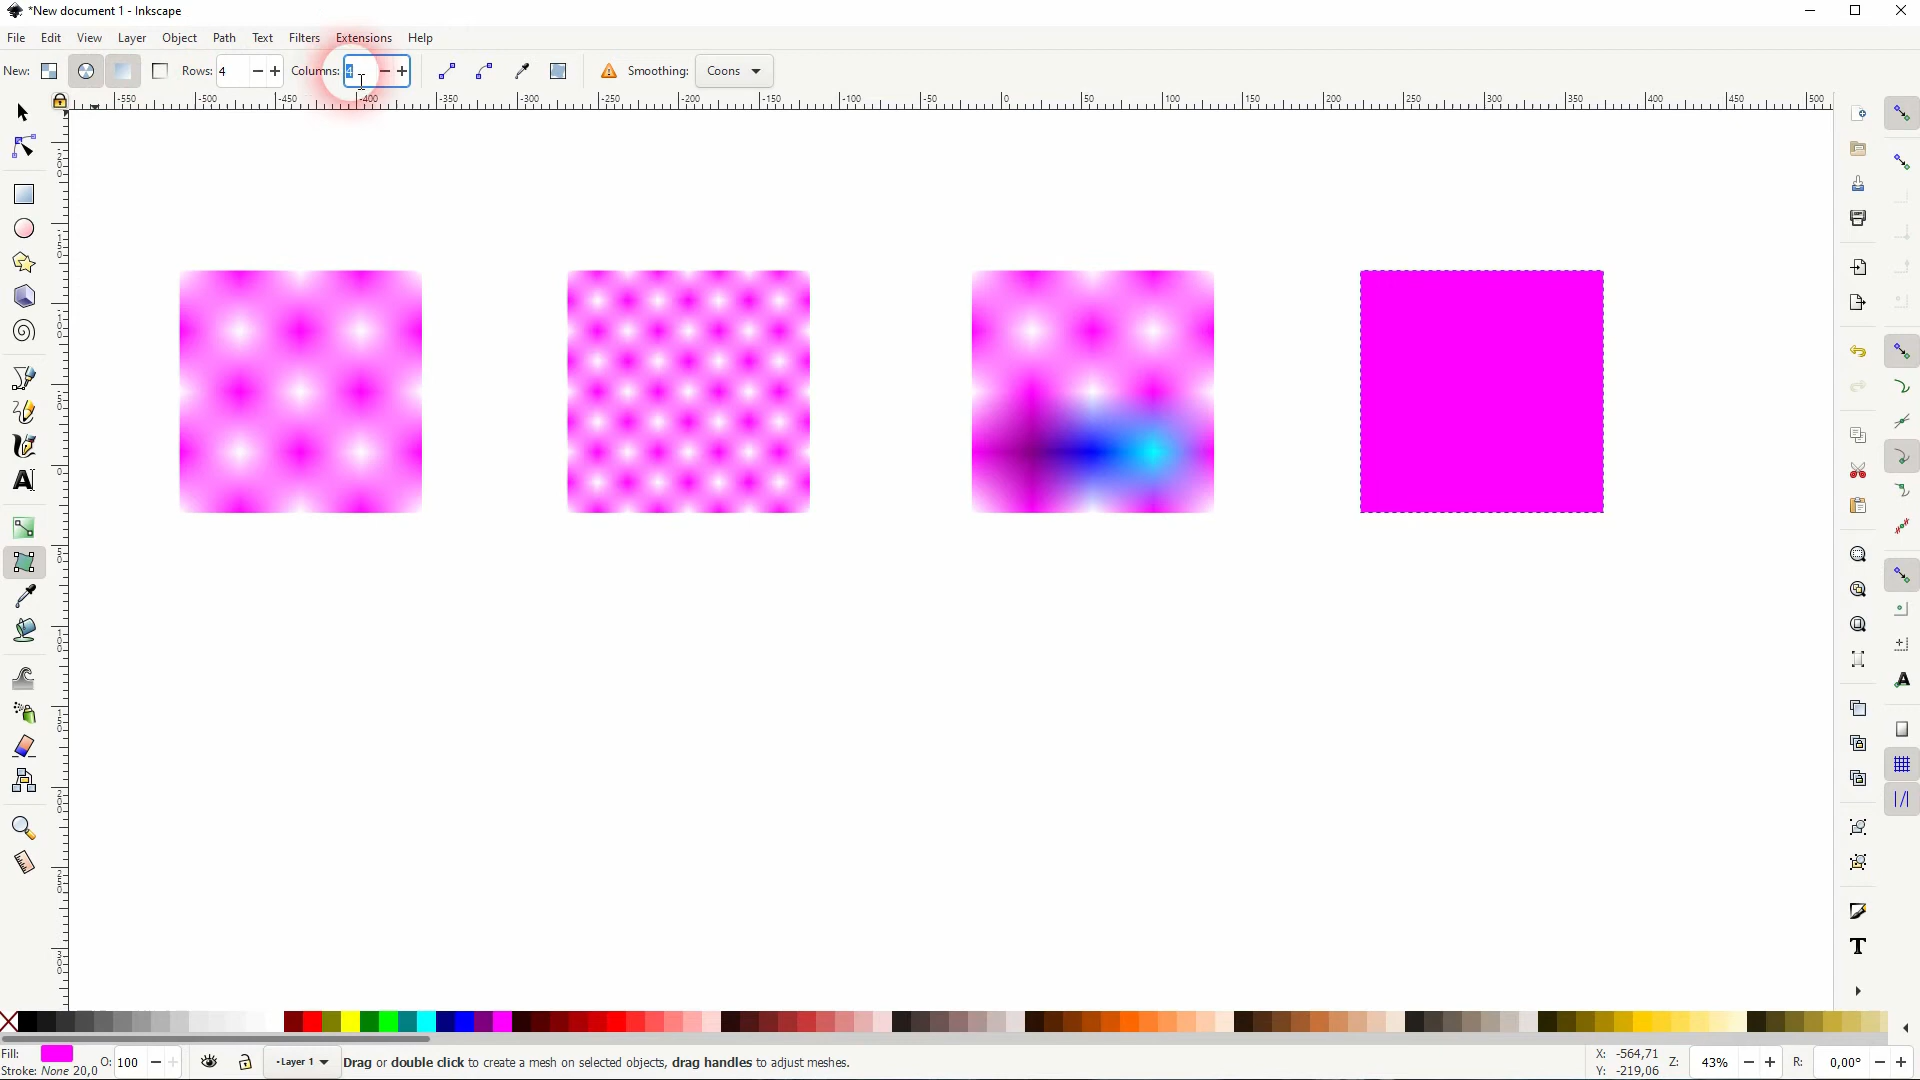 *New document 1 - Inkscape
File Edit View Layer Object Path Text Filters Extensions Help
New: Rows: 4 Columns: 4 Smoothing: Coons
-550 -500 -450 -400 -350 -300 -250 -200 -150 -100 -50 0 50 100 150 200 250 300 350 400 450 500
Fill: O: 100 •Layer 1 Drag or double click to create a mesh on selected objects, drag handles to adjust meshes. X: -564,71 Z: 43% R: 0,00°
Stroke: None 20,0 Y: -219,06